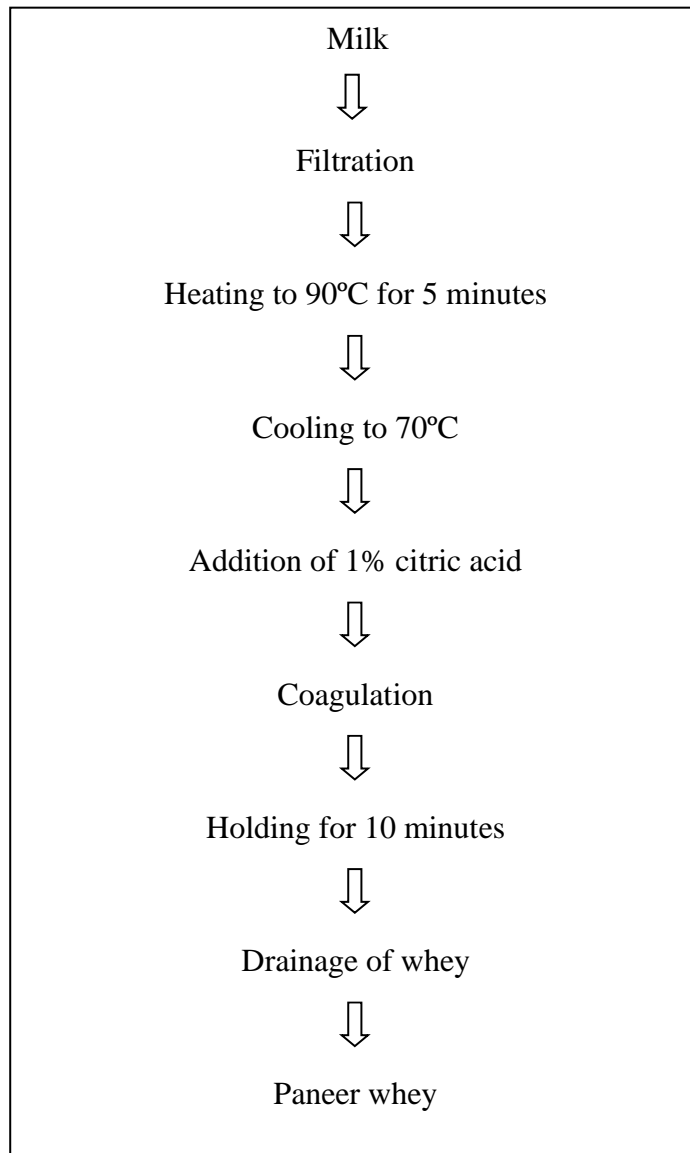 Milk
Filtration
Heating to 90ºC for 5 minutes
Cooling to 70ºC
Addition of 1% citric acid
Coagulation
Holding for 10 minutes
Drainage of whey
Paneer whey